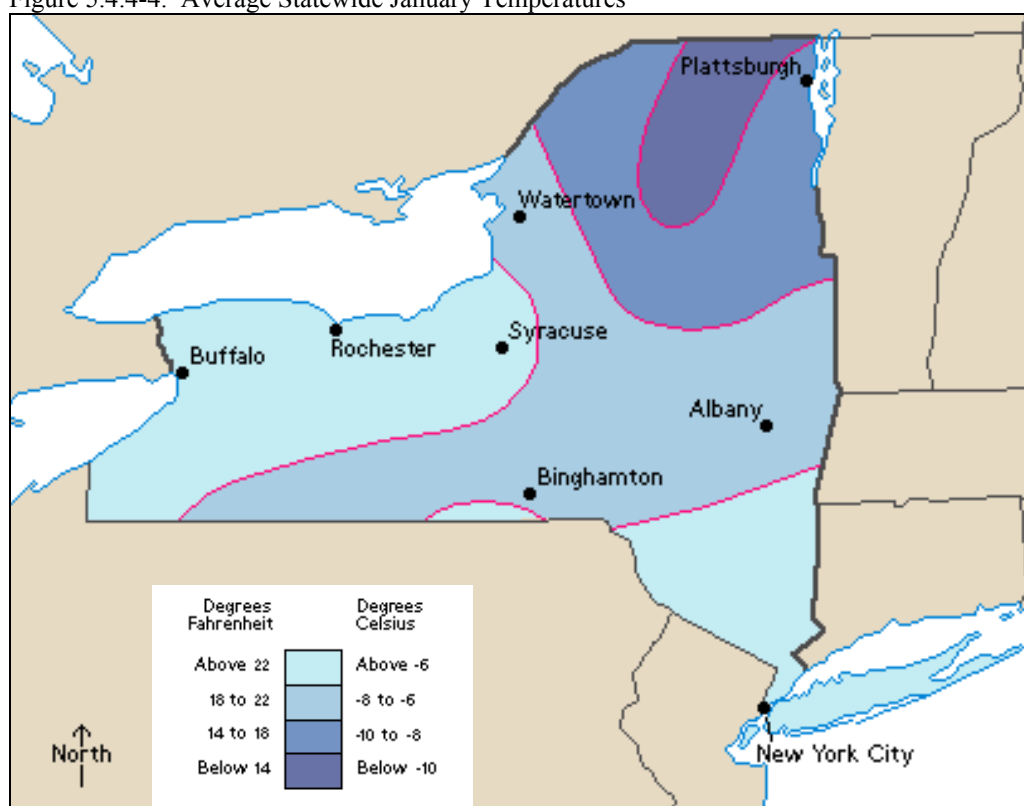 Figure 5.4.4-4. Average Statewide January Temperatures
Plattsburgh
Watertown
Syracuse
Rochester
Buffalo
Albany
Binghamton
Degrees Fahrenheit
Degrees Celsius
Above 22
Above -6
18 to 22
-8 to -6
14 to 18
-10 to -8
Below 14
Below -10
North
New York City